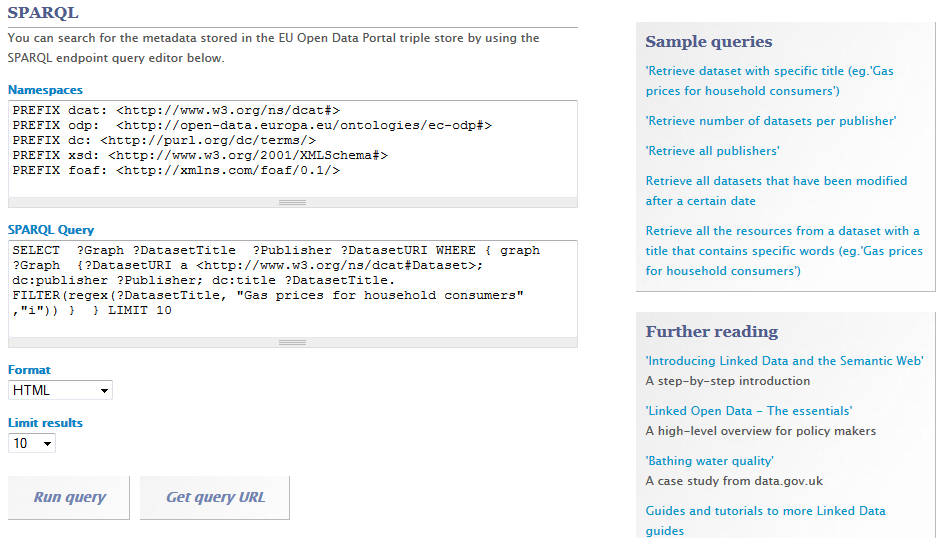 SPARQL
You can search for the metadata stored in the EU Open Data Portal triple store by using the
SPARQL endpoint query editor below.
Namespaces
PREFIX dcat: <http://www.w3.org/ns/dcat#>
PREFIX odp:  <http://open-data.europa.eu/ontologies/ec-odp#>
PREFIX dc: <http://purl.org/dc/terms/>
PREFIX xsd: <http://www.w3.org/2001/XMLSchema#>
PREFIX foaf: <http://xmlns.com/foaf/0.1/>
SPARQL Query
SELECT  ?Graph ?DatasetTitle  ?Publisher ?DatasetURI WHERE { graph
?Graph  {?DatasetURI a <http://www.w3.org/ns/dcat#Dataset>;
dc:publisher ?Publisher; dc:title ?DatasetTitle.
FILTER(regex(?DatasetTitle, "Gas prices for household consumers"
,"i")) }  } LIMIT 10
Format
HTML
Limit results
10
Run query
Get query URL
Sample queries
'Retrieve dataset with specific title (eg.'Gas
prices for household consumers')
'Retrieve number of datasets per publisher'
'Retrieve all publishers'
Retrieve all datasets that have been modified
after a certain date
Retrieve all the resources from a dataset with a
title that contains specific words (eg.'Gas prices
for household consumers')
Further reading
'Introducing Linked Data and the Semantic Web'
A step-by-step introduction
'Linked Open Data - The essentials'
A high-level overview for policy makers
'Bathing water quality'
A case study from data.gov.uk
Guides and tutorials to more Linked Data
guides